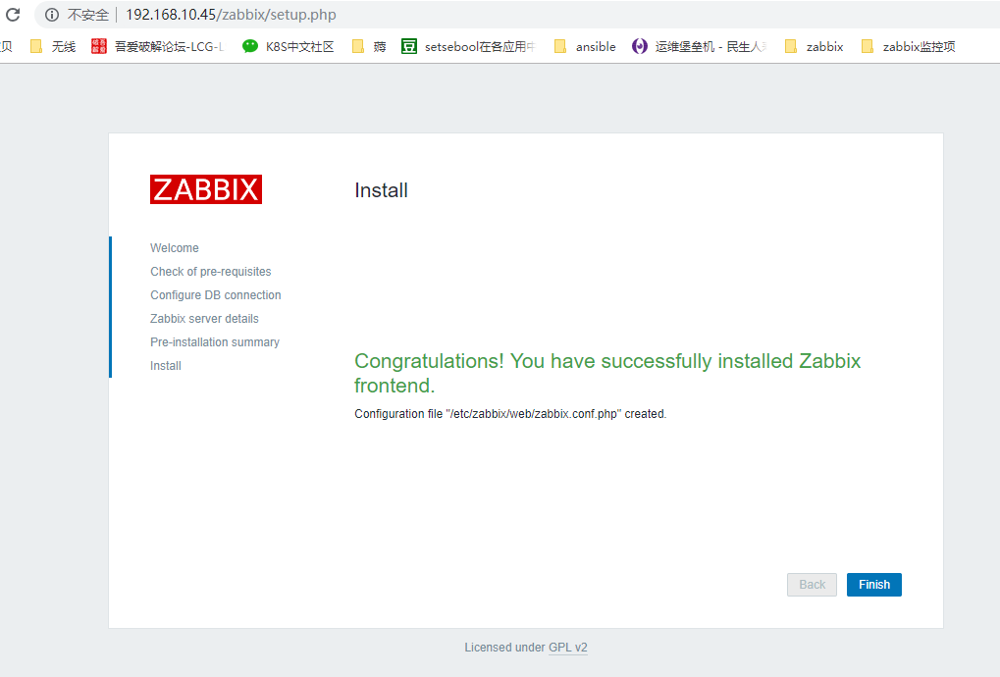 不安全 192.168.10.45/zabbix/setup.php
贝 无线 吾爱破解论坛-LCG-L K8S中文社区 薅 setsebool在各应用中 ansible 运维堡垒机 - 民生人 zabbix zabbix监控项
ZABBIX
Install
Welcome
Check of pre-requisites
Configure DB connection
Zabbix server details
Pre-installation summary
Install
Congratulations! You have successfully installed Zabbix
frontend.
Configuration file "/etc/zabbix/web/zabbix.conf.php" created.
Back Finish
Licensed under GPL v2